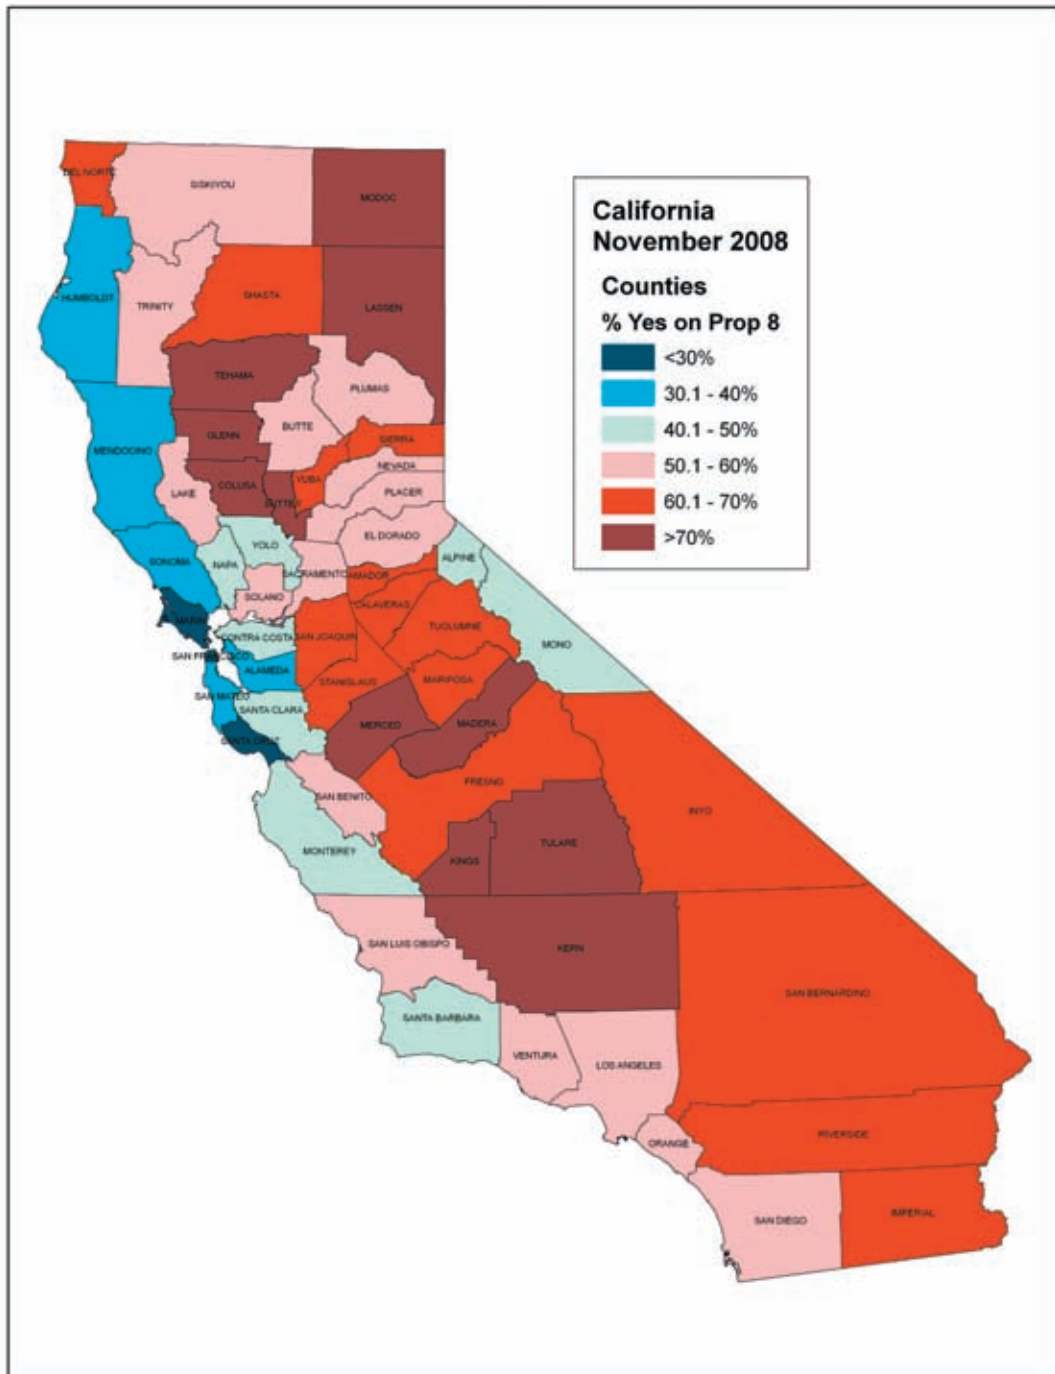 DEL NORTE
SISKIYOU
MODOC
California
November 2008
Counties
% Yes on Prop 8
<30%
30.1 - 40%
40.1 - 50%
50.1 - 60%
60.1 - 70%
>70%
HUMBOLDT
TRINITY
SHASTA
LASSEN
TEHAMA
PLUMAS
BUTTE
GLENN
SIERRA
MENDOCINO
NEVADA
YUBA
COLUSA
LAKE
PLACER
SUTTER
EL DORADO
YOLO
ALPINE
SONOMA
NAPA
SACRAMENTO
AMADOR
SOLANO
CALAVERAS
MARIN
TUOLUMNE
CONTRA COSTA
SAN JOAQUIN
MONO
SAN FRANCISCO
ALAMEDA
STANISLAUS
MARIPOSA
SAN MATEO
SANTA CLARA
MERCED
MADERA
SANTA CRUZ
FRESNO
SAN BENITO
INYO
TULARE
MONTEREY
KINGS
SAN LUIS OBISPO
KERN
SAN BERNARDINO
SANTA BARBARA
VENTURA
LOS ANGELES
RIVERSIDE
ORANGE
IMPERIAL
SAN DIEGO